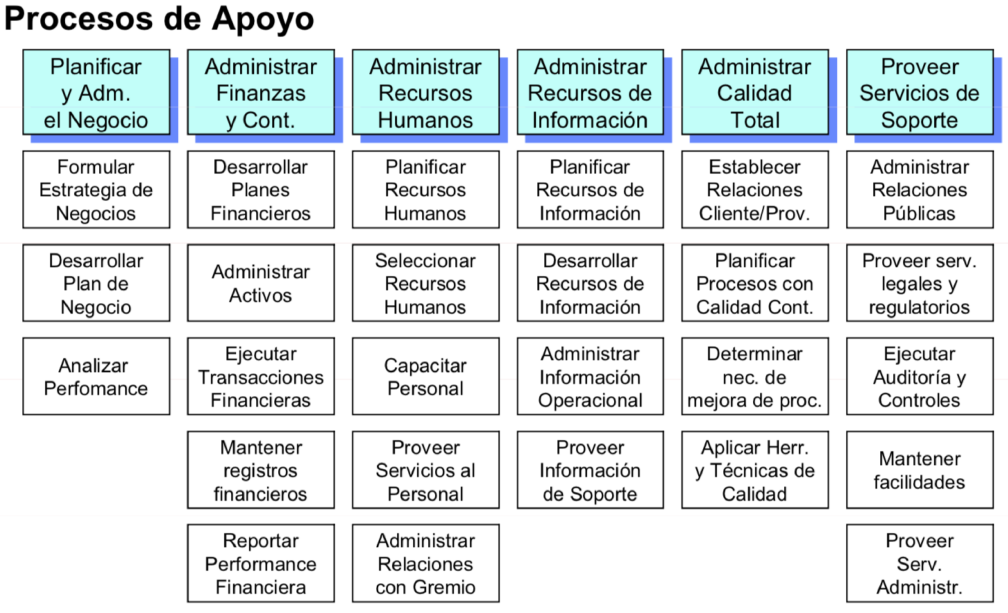 Procesos de Apoyo
Planificar
y Adm.
el Negocio
Administrar
Finanzas
y Cont.
Administrar
Recursos
Humanos
Administrar
Recursos de
Información
Administrar
Calidad
Total
Proveer
Servicios de
Soporte
Formular
Estrategia de
Negocios
Desarrollar
Planes
Financieros
Planificar
Recursos
Humanos
Planificar
Recursos de
Información
Establecer
Relaciones
Cliente/Prov.
Administrar
Relaciones
Públicas
Desarrollar
Plan de
Negocio
Administrar
Activos
Seleccionar
Recursos
Humanos
Desarrollar
Recursos de
Información
Planificar
Procesos con
Calidad Cont.
Proveer serv.
legales y
regulatorios
Analizar
Perfomance
Ejecutar
Transacciones
Financieras
Capacitar
Personal
Administrar
Información
Operacional
Determinar
nec. de
mejora de proc.
Ejecutar
Auditoría y
Controles
Mantener
registros
financieros
Proveer
Servicios al
Personal
Proveer
Información
de Soporte
Aplicar Herr.
y Técnicas de
Calidad
Mantener
facilidades
Reportar
Performance
Financiera
Administrar
Relaciones
con Gremio
Proveer
Serv.
Administr.